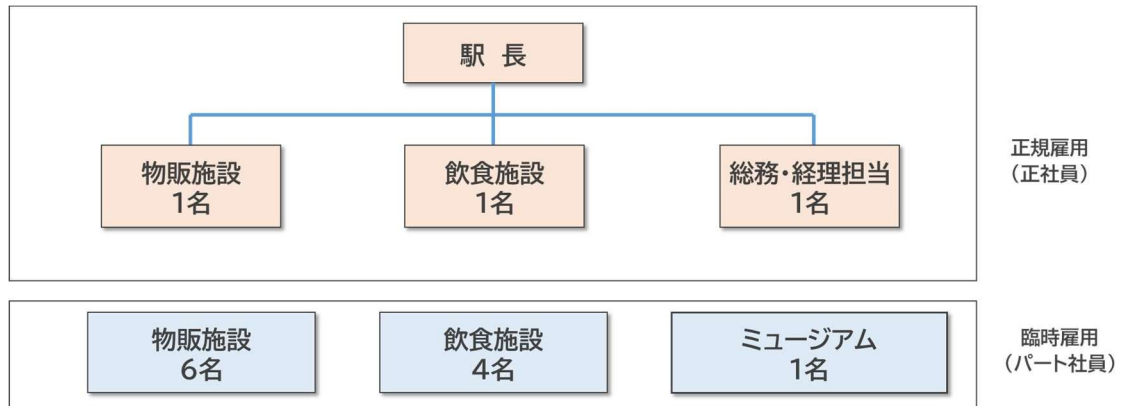 駅 長
物販施設
1名
飲食施設
1名
総務・経理担当
1名
正規雇用
（正社員）
物販施設
6名
飲食施設
4名
ミュージアム
1名
臨時雇用
（パート社員）